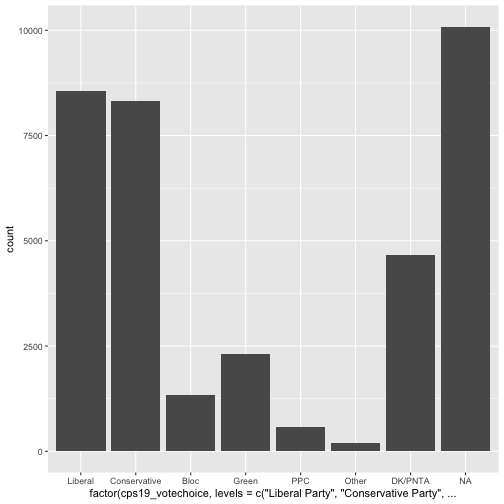 10000
7500
5000
2500
0
count
Liberal Conservative Bloc Green PPC Other DK/PNTA NA
factor(cps19_votechoice, levels = c("Liberal Party", "Conservative Party", ...